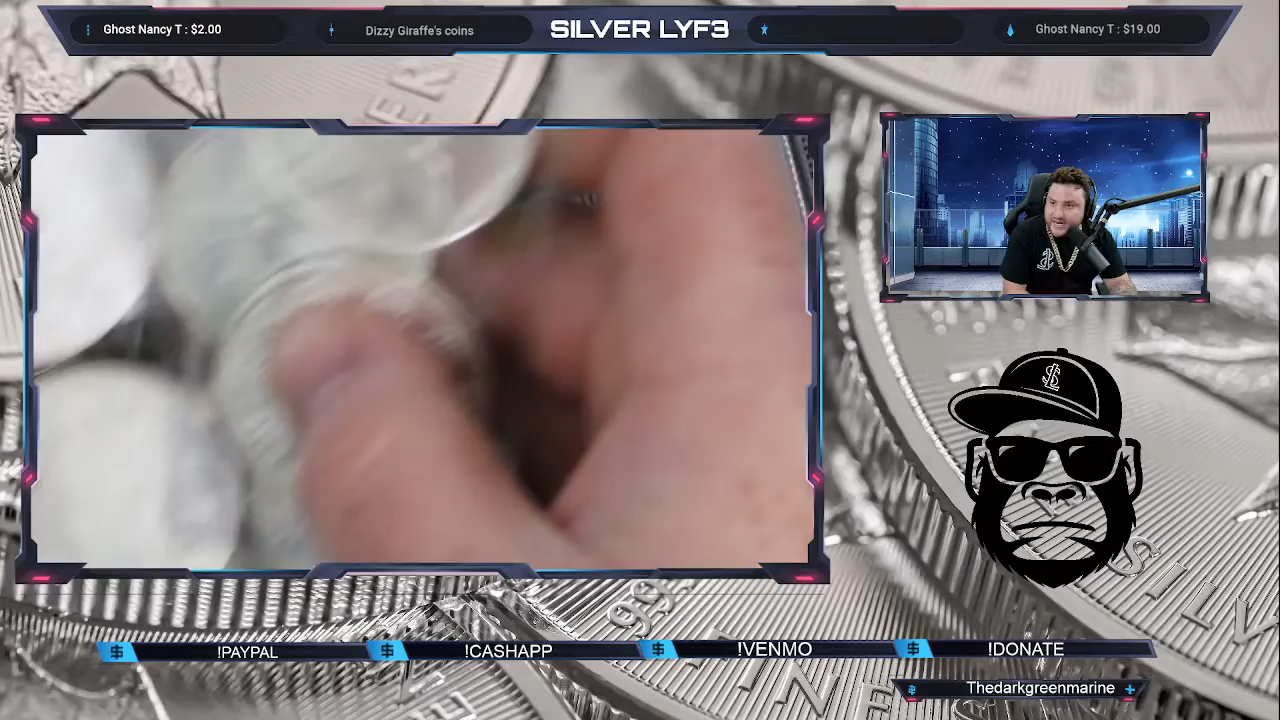 Ghost Nancy T : $2.00
Dizzy Giraffe's coins
SILVER LYF3
Ghost Nancy T : $19.00
!PAYPAL
!CASHAPP
!VENMO
!DONATE
Thedarkgreenmarine